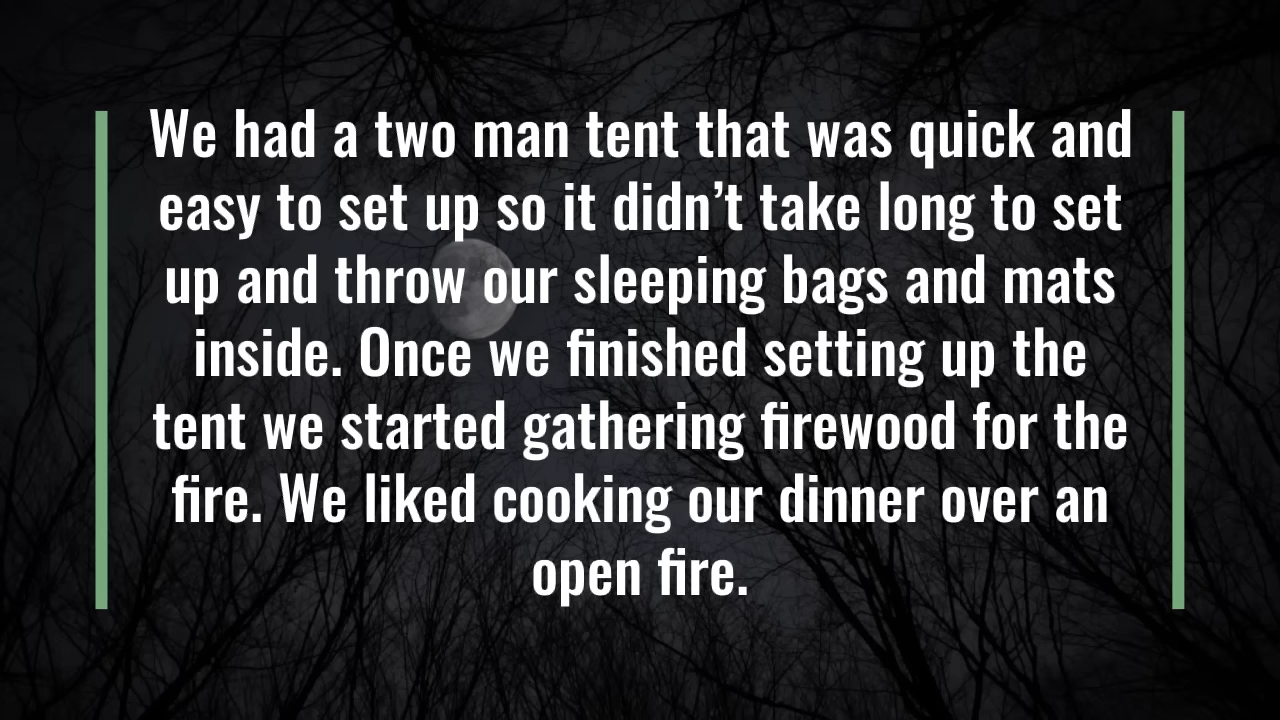 We had a two man tent that was quick and
easy to set up so it didn’t take long to set
up and throw our sleeping bags and mats
inside. Once we finished setting up the
tent we started gathering firewood for the
fire. We liked cooking our dinner over an
open fire.